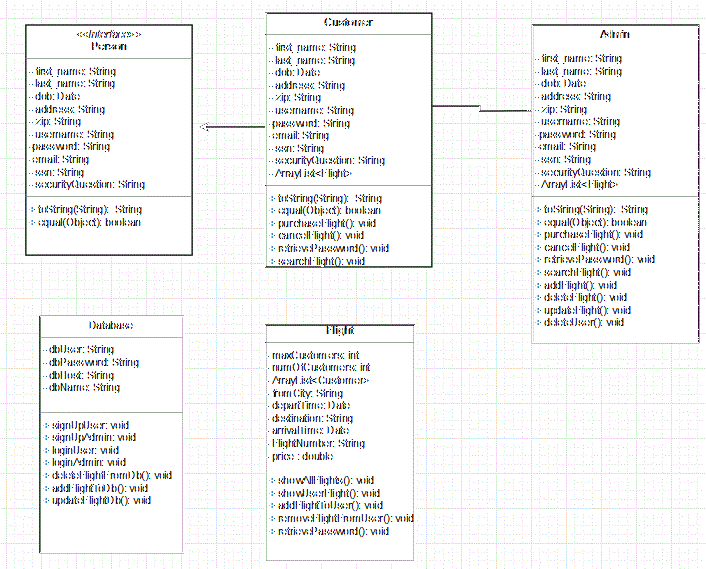 <<Interface>>
Person
- first_name: String
- last_name: String
- dob: Date
- address: String
- zip: String
- username: String
- password: String
- email: String
- ssn: String
- securityQuestion: String
+ toString(String): String
+ equal(Object): boolean
Customer
- first_name: String
- last_name: String
- dob: Date
- address: String
- zip: String
- username: String
- password: String
- email: String
- ssn: String
- securityQuestion: String
- ArrayList<Flight>
+ toString(String): String
+ equal(Object): boolean
+ purchaseFlight(): void
+ cancelFlight(): void
+ retrievePassword(): void
+ searchFlight(): void
Admin
- first_name: String
- last_name: String
- dob: Date
- address: String
- zip: String
- username: String
- password: String
- email: String
- ssn: String
- securityQuestion: String
- ArrayList<Flight>
+ toString(String): String
+ equal(Object): boolean
+ purchaseFlight(): void
+ cancelFlight(): void
+ retrievePassword(): void
+ searchFlight(): void
+ addFlight(): void
+ deleteFlight(): void
+ updateFlight(): void
+ deleteUser(): void
Database
- dbUser: String
- dbPassword: String
- dbHost: String
- dbName: String
+ signUpUser: void
+ signUpAdmin: void
+ loginUser: void
+ loginAdmin: void
+ deleteFlightFromDb(): void
+ addFlightToDb(): void
+ updateFlightDb(): void
Flight
- maxCustomers: int
- numOfCustomers: int
- ArrayList<Customer>
- fromCity: String
- departTime: Date
- destination: String
- arrivalTime: Date
- FlightNumber: String
- price : double
+ showAllFlights(): void
+ showUserFlight(): void
+ addFlightToUser(): void
+ removeFlightFromUser(): void
+ retrievePassword(): void